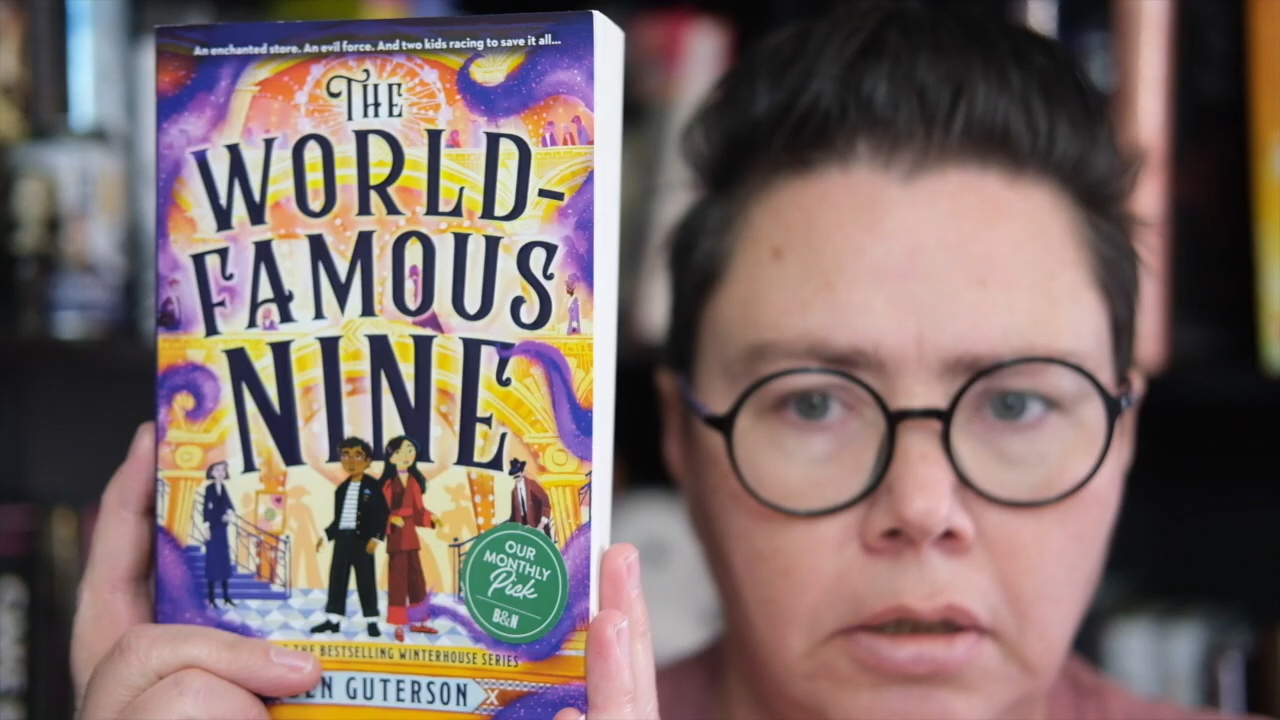 An enchanted store. An evil force. And two kids racing to save it all...
THE
WORLD-
FAMOUS
NINE
OUR
MONTHLY
Pick
B&N
THE BESTSELLING WINTERHOUSE SERIES
BEN GUTERSON